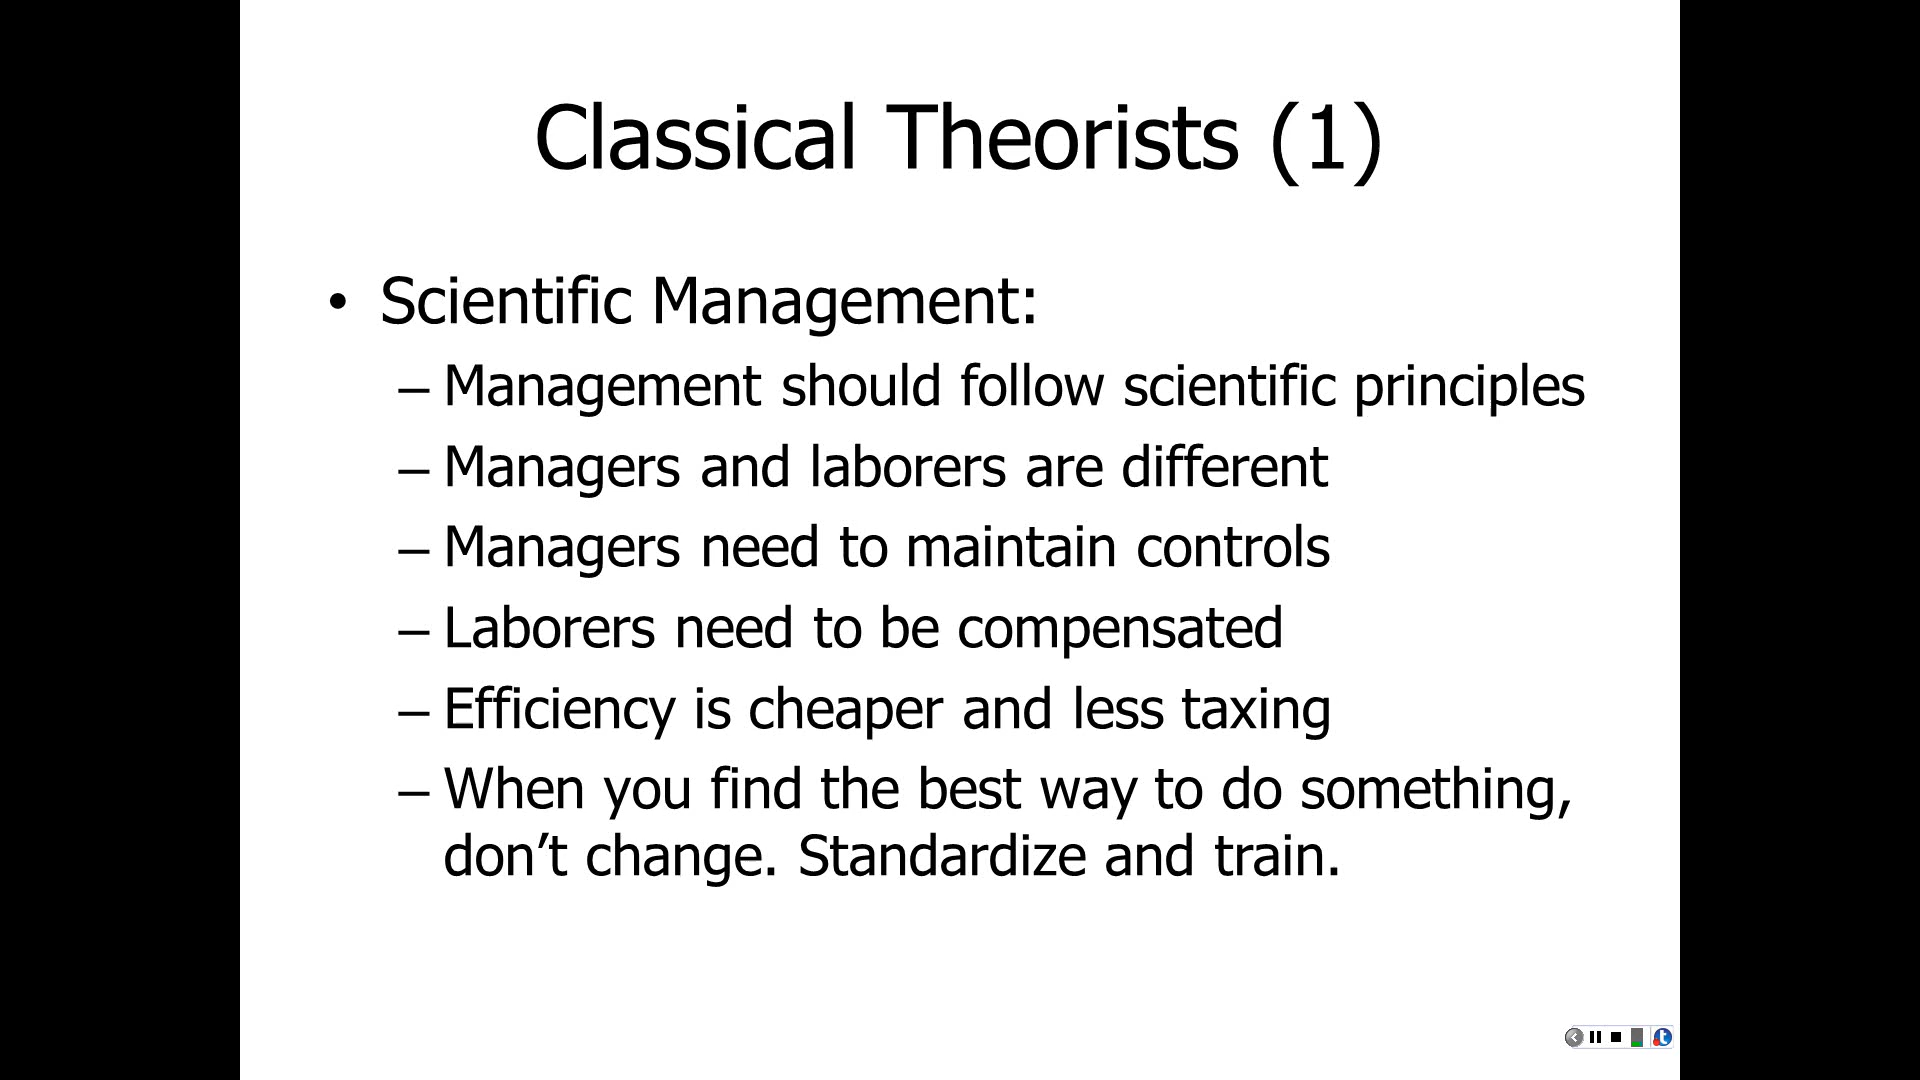 Classical Theorists (1)
• Scientific Management:
– Management should follow scientific principles
– Managers and laborers are different
– Managers need to maintain controls
– Laborers need to be compensated
– Efficiency is cheaper and less taxing
– When you find the best way to do something,
don’t change. Standardize and train.
t